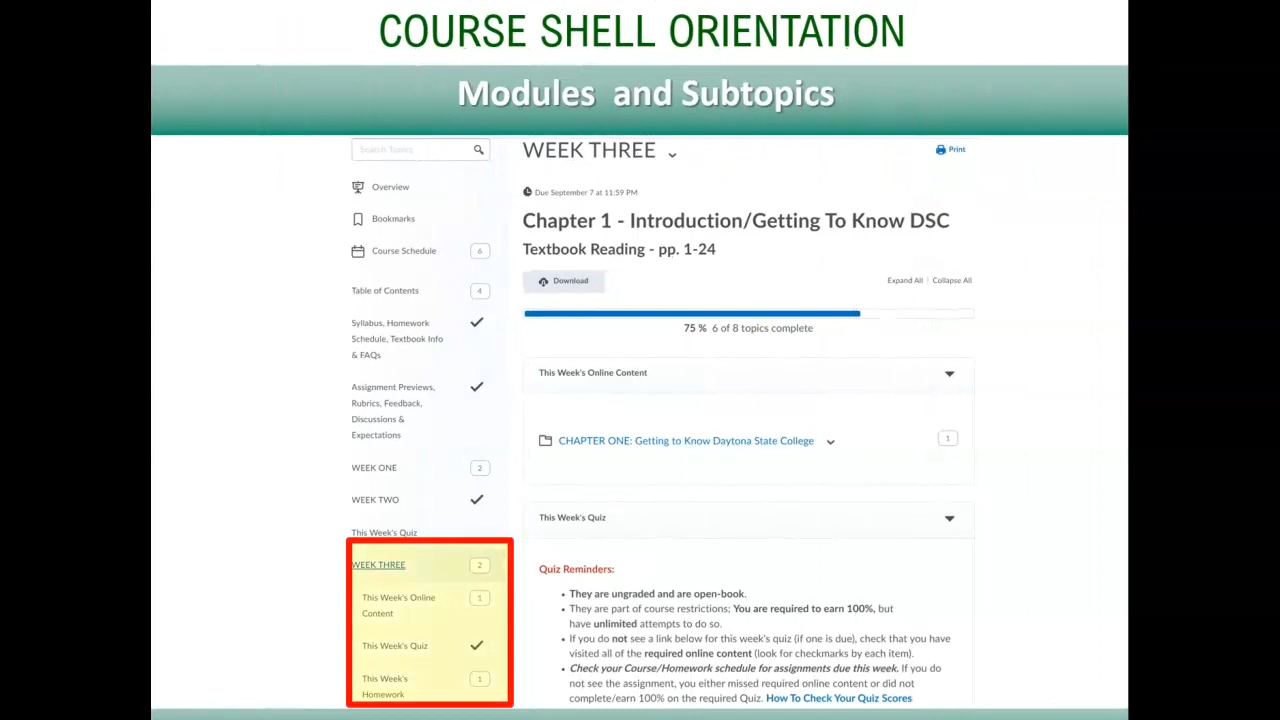 COURSE SHELL ORIENTATION
Modules and Subtopics
Search Topics
Overview
Bookmarks
Course Schedule 6
Table of Contents 4
Syllabus, Homework
Schedule, Textbook Info
& FAQs
Assignment Previews,
Rubrics, Feedback,
Discussions &
Expectations
WEEK ONE 2
WEEK TWO
This Week's Quiz
WEEK THREE 2
This Week's Online 1
Content
This Week's Quiz
This Week's 1
Homework
WEEK THREE
Print
Due September 7 at 11:59 PM
Chapter 1 - Introduction/Getting To Know DSC
Textbook Reading - pp. 1-24
Download
Expand All | Collapse All
75 % 6 of 8 topics complete
This Week's Online Content
CHAPTER ONE: Getting to Know Daytona State College 1
This Week's Quiz
Quiz Reminders:
• They are ungraded and are open-book.
• They are part of course restrictions; You are required to earn 100%, but
have unlimited attempts to do so.
• If you do not see a link below for this week's quiz (if one is due), check that you have
visited all of the required online content (look for checkmarks by each item).
• Check your Course/Homework schedule for assignments due this week. If you do
not see the assignment, you either missed required online content or did not
complete/earn 100% on the required Quiz. How To Check Your Quiz Scores